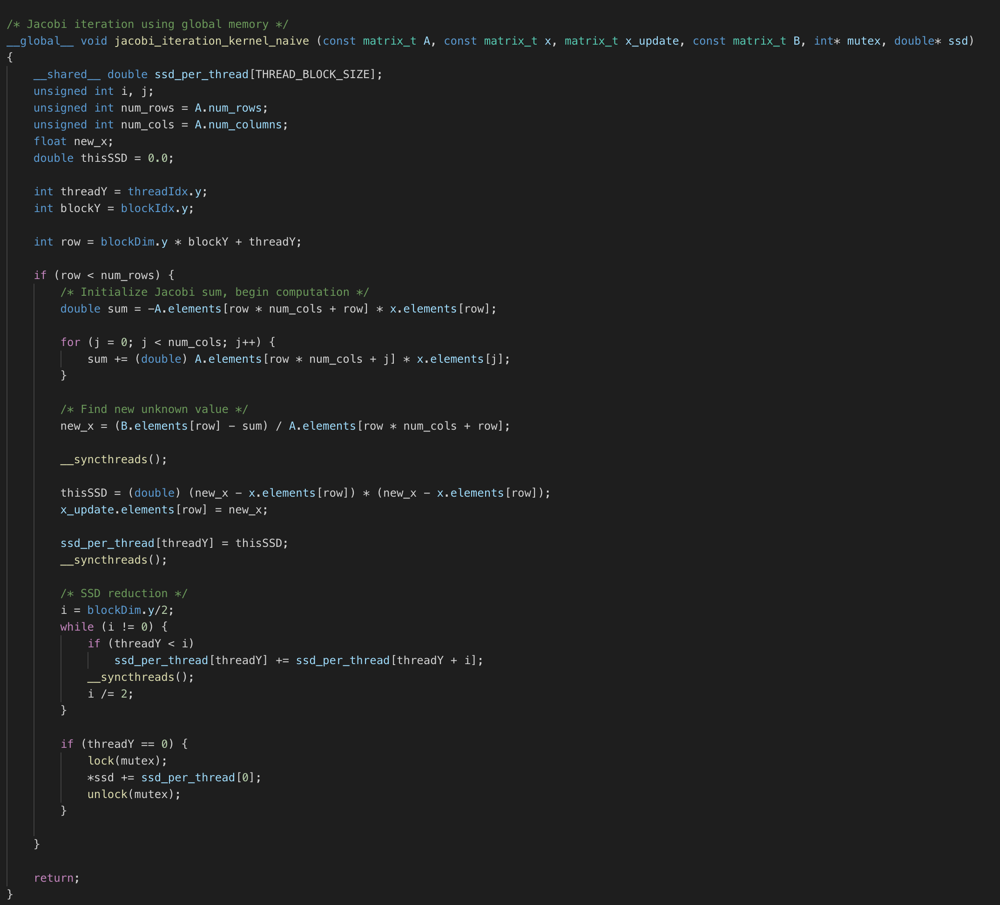 /* Jacobi iteration using global memory */
__global__ void jacobi_iteration_kernel_naive (const matrix_t A, const matrix_t x, matrix_t x_update, const matrix_t B, int* mutex, double* ssd)
{
    __shared__ double ssd_per_thread[THREAD_BLOCK_SIZE];
    unsigned int i, j;
    unsigned int num_rows = A.num_rows;
    unsigned int num_cols = A.num_columns;
    float new_x;
    double thisSSD = 0.0;

    int threadY = threadIdx.y;
    int blockY = blockIdx.y;

    int row = blockDim.y * blockY + threadY;

    if (row < num_rows) {
        /* Initialize Jacobi sum, begin computation */
        double sum = -A.elements[row * num_cols + row] * x.elements[row];

        for (j = 0; j < num_cols; j++) {
            sum += (double) A.elements[row * num_cols + j] * x.elements[j];
        }

        /* Find new unknown value */
        new_x = (B.elements[row] - sum) / A.elements[row * num_cols + row];

        __syncthreads();

        thisSSD = (double) (new_x - x.elements[row]) * (new_x - x.elements[row]);
        x_update.elements[row] = new_x;

        ssd_per_thread[threadY] = thisSSD;
        __syncthreads();

        /* SSD reduction */
        i = blockDim.y/2;
        while (i != 0) {
            if (threadY < i)
                ssd_per_thread[threadY] += ssd_per_thread[threadY + i];
            __syncthreads();
            i /= 2;
        }

        if (threadY == 0) {
            lock(mutex);
            *ssd += ssd_per_thread[0];
            unlock(mutex);
        }

    }

    return;
}